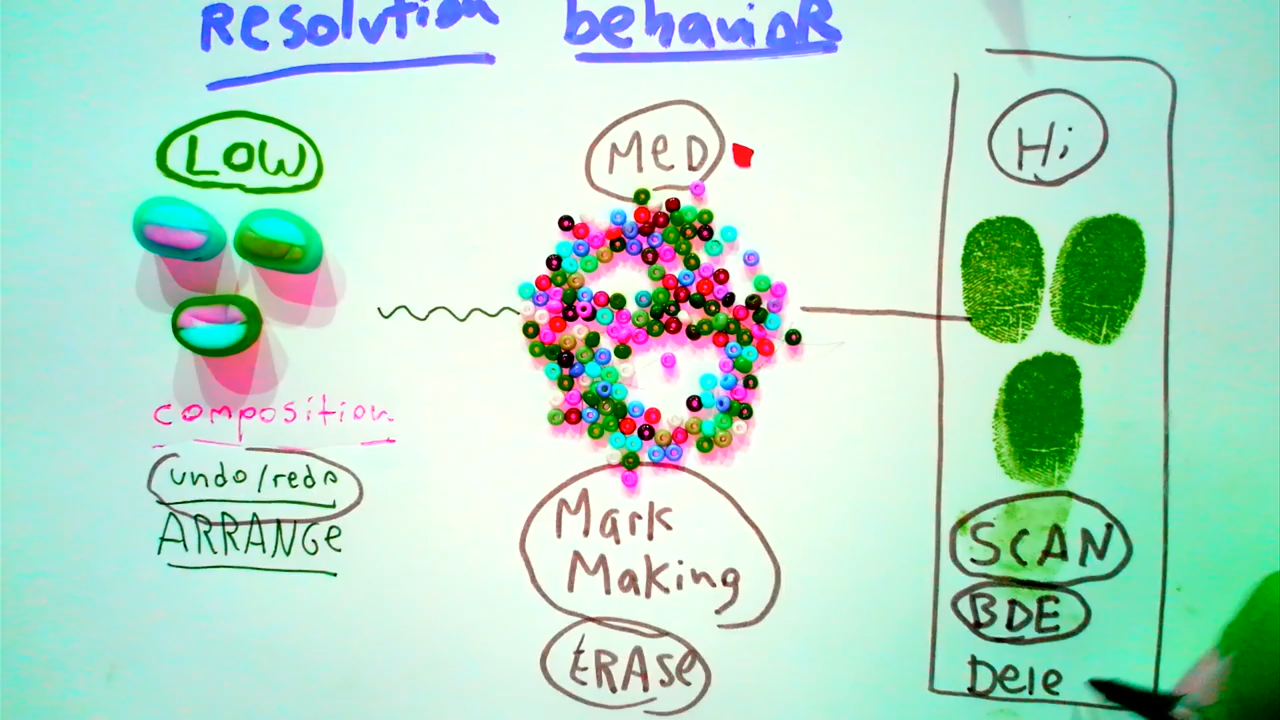 Resolution behavior
LOW
composition
undo/redo
ARRANGe
MeD
Mark
Making
ERASe
Hi
SCAN
BDE
Dele